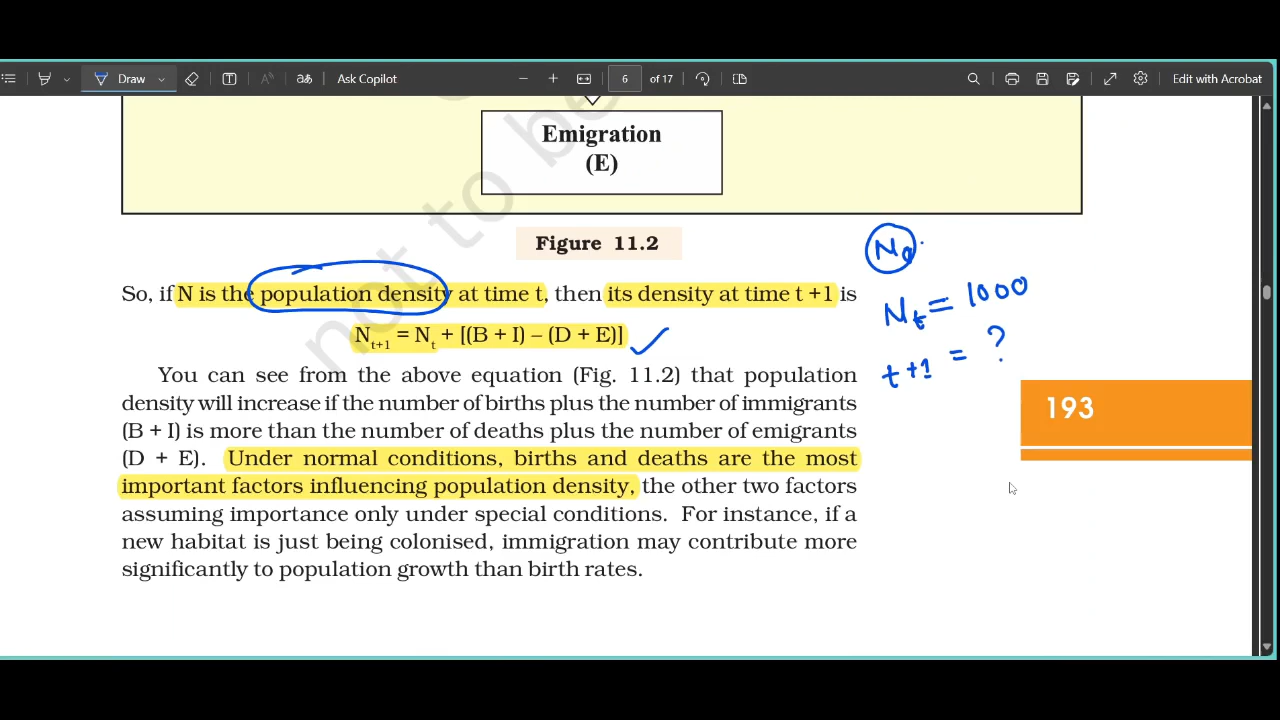 Draw
Ask Copilot
6 of 17
Edit with Acrobat
Emigration
(E)
not to be
Figure 11.2
So, if N is the population density at time t, then its density at time t +1 is
Nt+1 = Nt + [(B + I) – (D + E)]
You can see from the above equation (Fig. 11.2) that population
density will increase if the number of births plus the number of immigrants
(B + I) is more than the number of deaths plus the number of emigrants
(D + E). Under normal conditions, births and deaths are the most
important factors influencing population density, the other two factors
assuming importance only under special conditions. For instance, if a
new habitat is just being colonised, immigration may contribute more
significantly to population growth than birth rates.
Nt = 1000
t+1 = ?
193